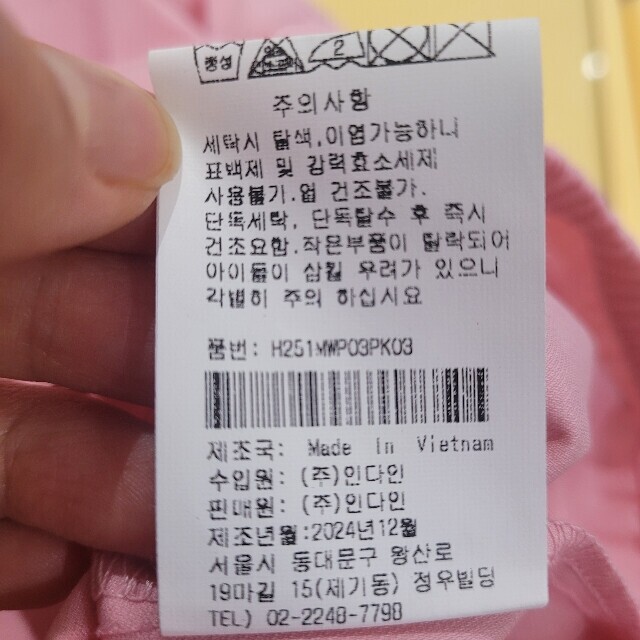 중성
2
주의사항
세탁시 탈색,이염가능하니
표백제 및 강력효소세제
사용불가.업 건조불가.
단독세탁, 단독탈수 후 즉시
건조요함.작은부품이 탈락되어
아이들이 삼킬 우려가 있으니
각별히 주의 하십시요
품번: H251MWP03PK03
제조국: Made in Vietnam
수입원: (주)인다인
판매원: (주)인다인
제조년월:2024년12월
서울시 동대문구 왕산로
19마길 15(제기동) 정우빌딩
TEL) 02-2248-7798